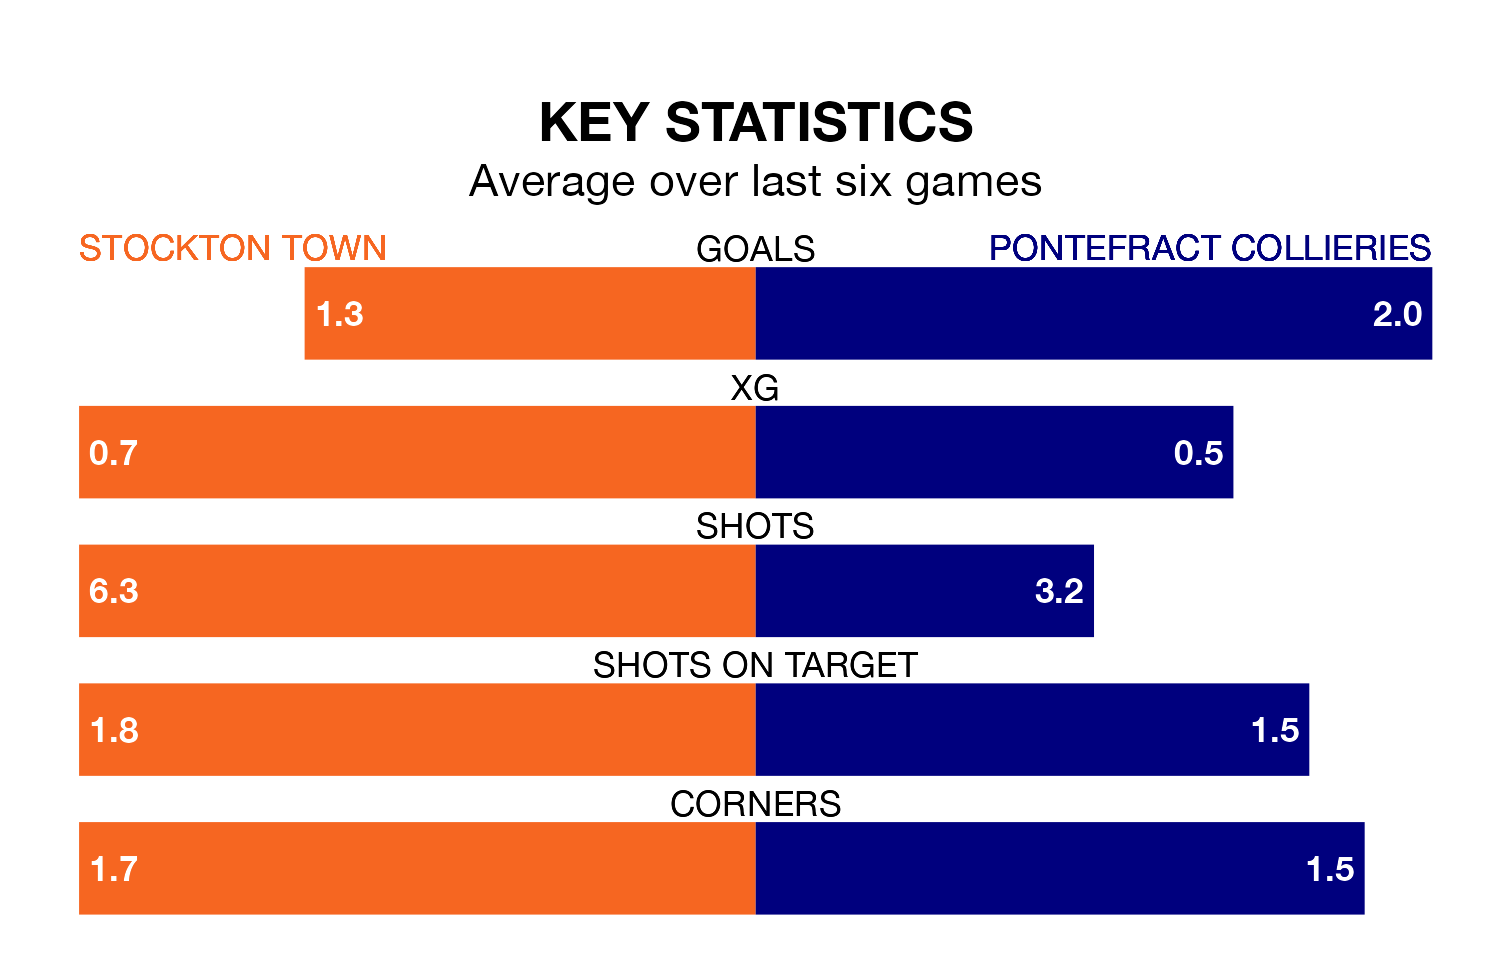 KEY STATISTICS
Average over last six games
STOCKTON TOWN GOALS PONTEFRACT COLLIERIES
1.3 2.0
XG
0.7 0.5
SHOTS
6.3 3.2
SHOTS ON TARGET
1.8 1.5
CORNERS
1.7 1.5